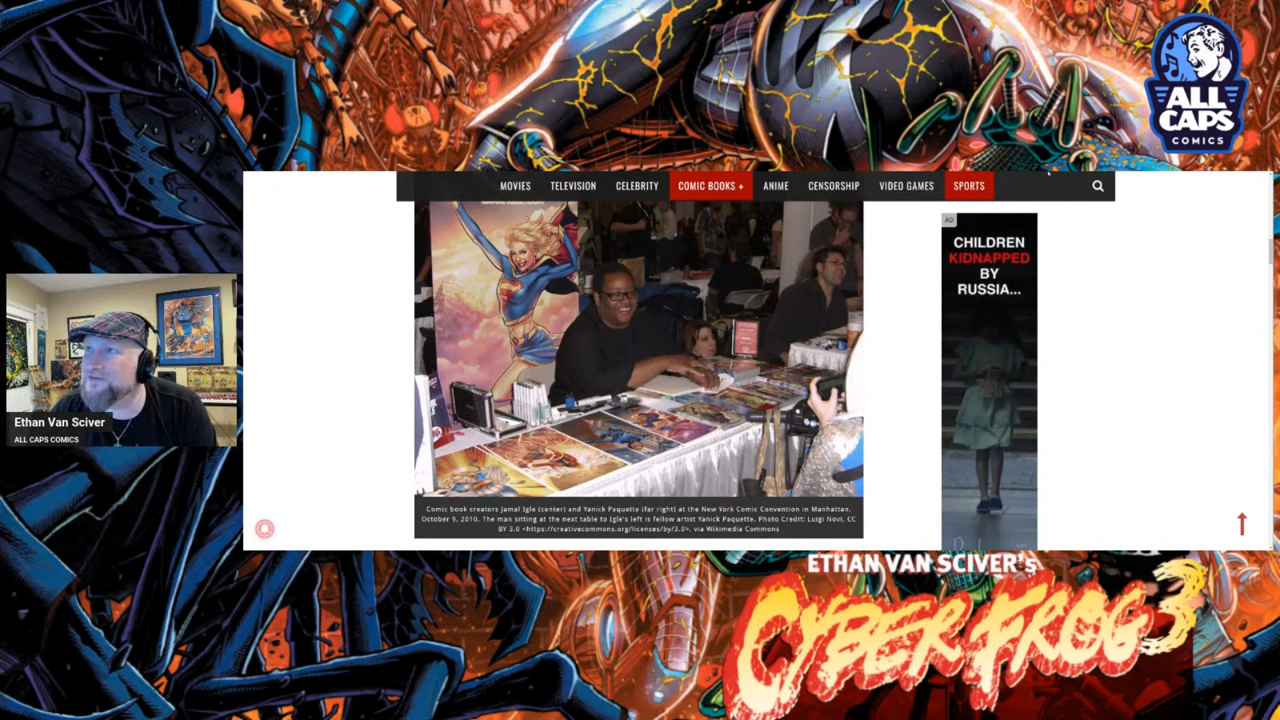 ALL
CAPS
COMICS
MOVIES TELEVISION CELEBRITY COMIC BOOKS + ANIME CENSORSHIP VIDEO GAMES SPORTS
AD
CHILDREN
KIDNAPPED
BY
RUSSIA...
Ethan Van Sciver
ALL CAPS COMICS
Comic book creators Jamal Igle (center) and Yanick Paquette (far right) at the New York Comic Convention in Manhattan,
October 9, 2010. The man sitting at the next table to Igle's left is fellow artist Yanick Paquette. Photo Credit: Luigi Novi, CC
BY 3.0 <https://creativecommons.org/licenses/by/3.0>, via Wikimedia Commons
ETHAN VAN SCIVER's
CYBERFROG 3